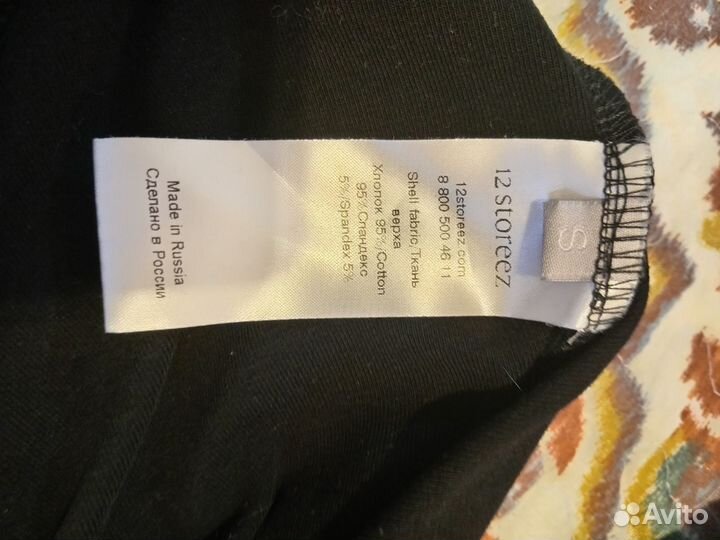 12 STOREEZ
S
12storeez.com
8 800 500 46 11
Shell fabric,Ткань
верха
Хлопок 95%/Cotton
95%Спандекс
5%/Spandex 5%
Made in Russia
Сделано в России
Avito